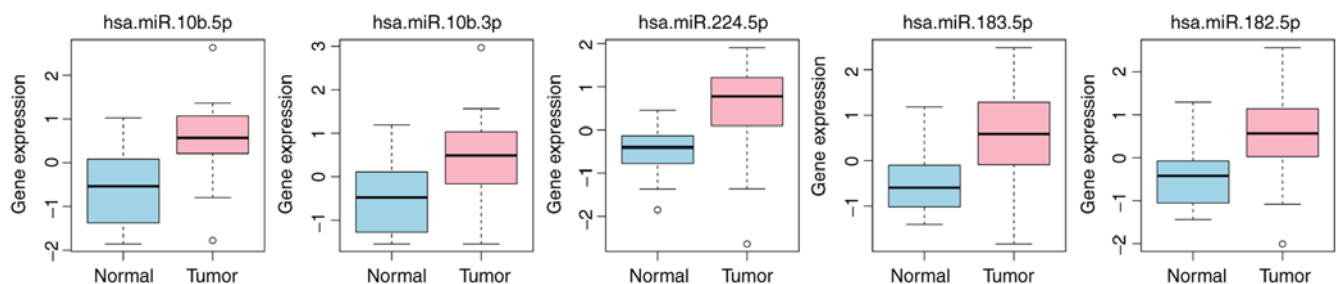 hsa.miR.10b.5p
Gene expression
2
1
0
−1
−2
Normal Tumor
hsa.miR.10b.3p
Gene expression
3
2
1
0
−1
Normal Tumor
hsa.miR.224.5p
Gene expression
2
1
0
−1
−2
Normal Tumor
hsa.miR.183.5p
Gene expression
2
1
0
−1
Normal Tumor
hsa.miR.182.5p
Gene expression
2
1
0
−1
−2
Normal Tumor